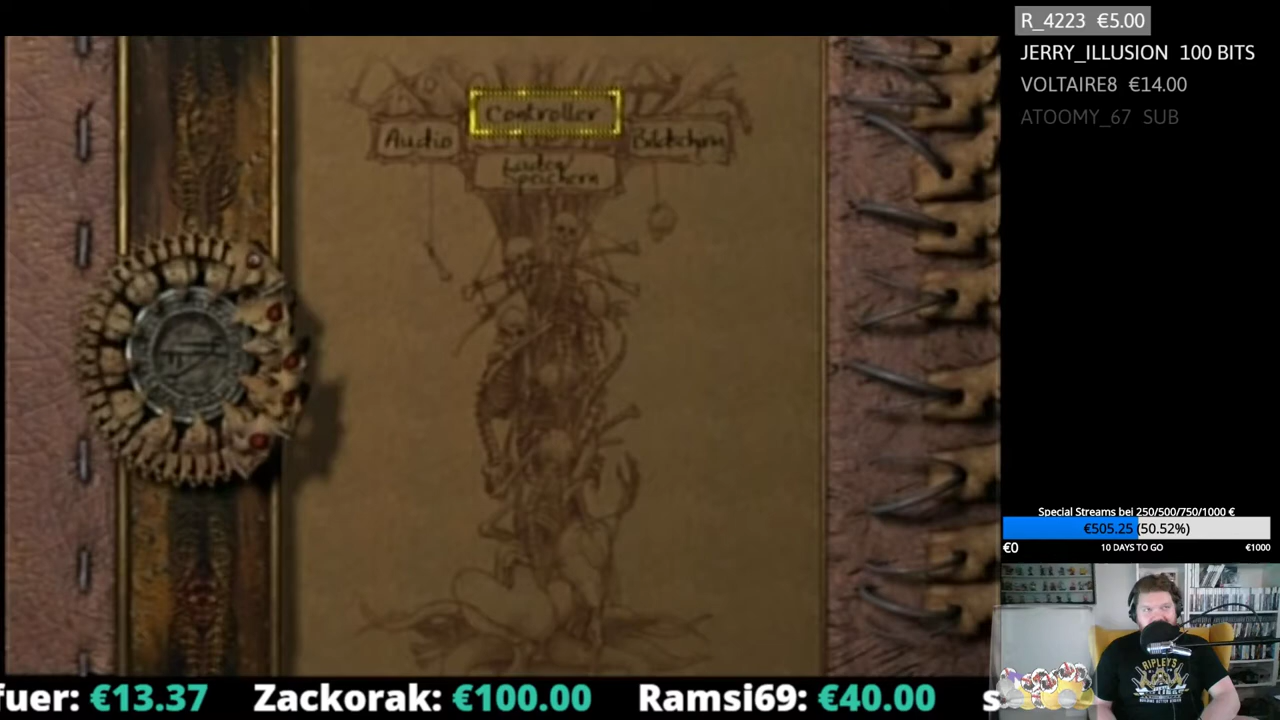 R_4223 €5.00
JERRY_ILLUSION 100 BITS
VOLTAIRE8 €14.00
ATOOMY_67 SUB
Controller
Audio
Bildschirm
Laden/
Speichern
Special Streams bei 250/500/750/1000 €
€505.25 (50.52%)
€0 10 DAYS TO GO €1000
RIPLEY'S
fuer: €13.37 Zackorak: €100.00 Ramsi69: €40.00 s